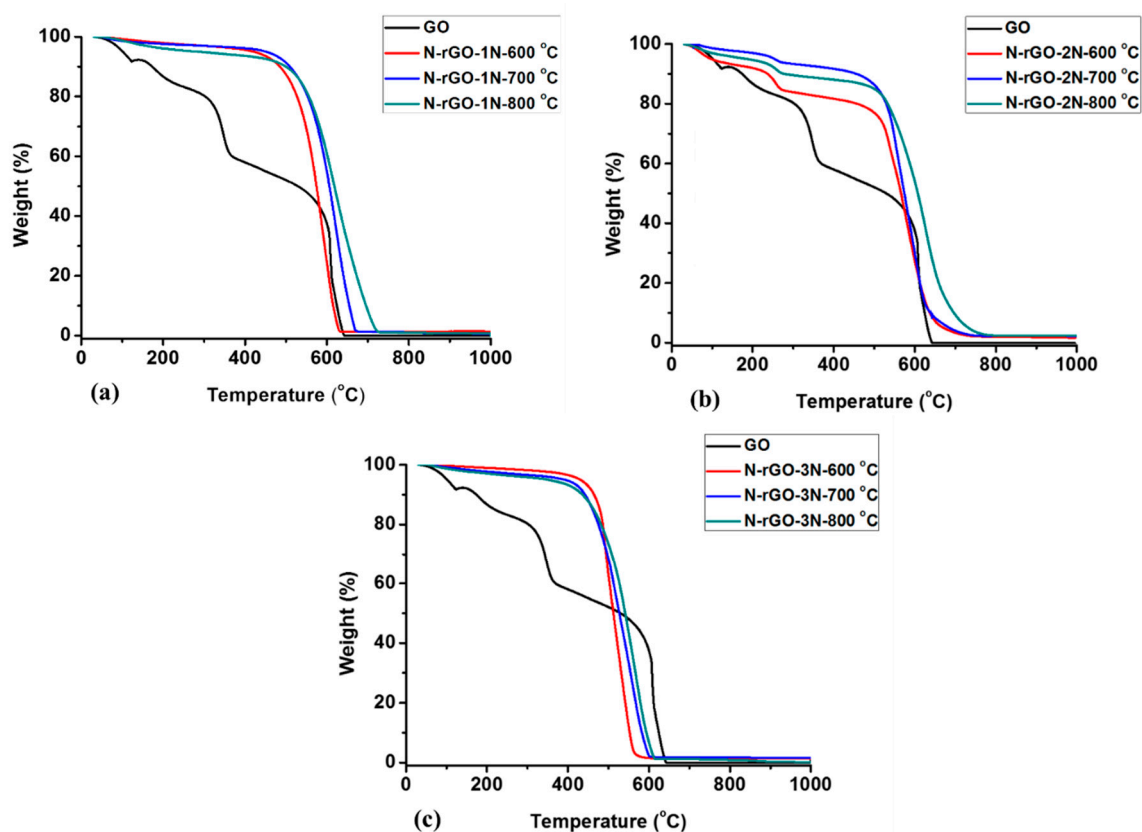 GO
N-rGO-1N-600 °C
N-rGO-1N-700 °C
N-rGO-1N-800 °C
100
80
60
40
20
0
Weight (%)
0 200 400 600 800 1000
Temperature (°C)
(a)
GO
N-rGO-2N-600 °C
N-rGO-2N-700 °C
N-rGO-2N-800 °C
100
80
60
40
20
0
Weight (%)
0 200 400 600 800 1000
Temperature (°C)
(b)
GO
N-rGO-3N-600 °C
N-rGO-3N-700 °C
N-rGO-3N-800 °C
100
80
60
40
20
0
Weight (%)
0 200 400 600 800 1000
Temperature (°C)
(c)